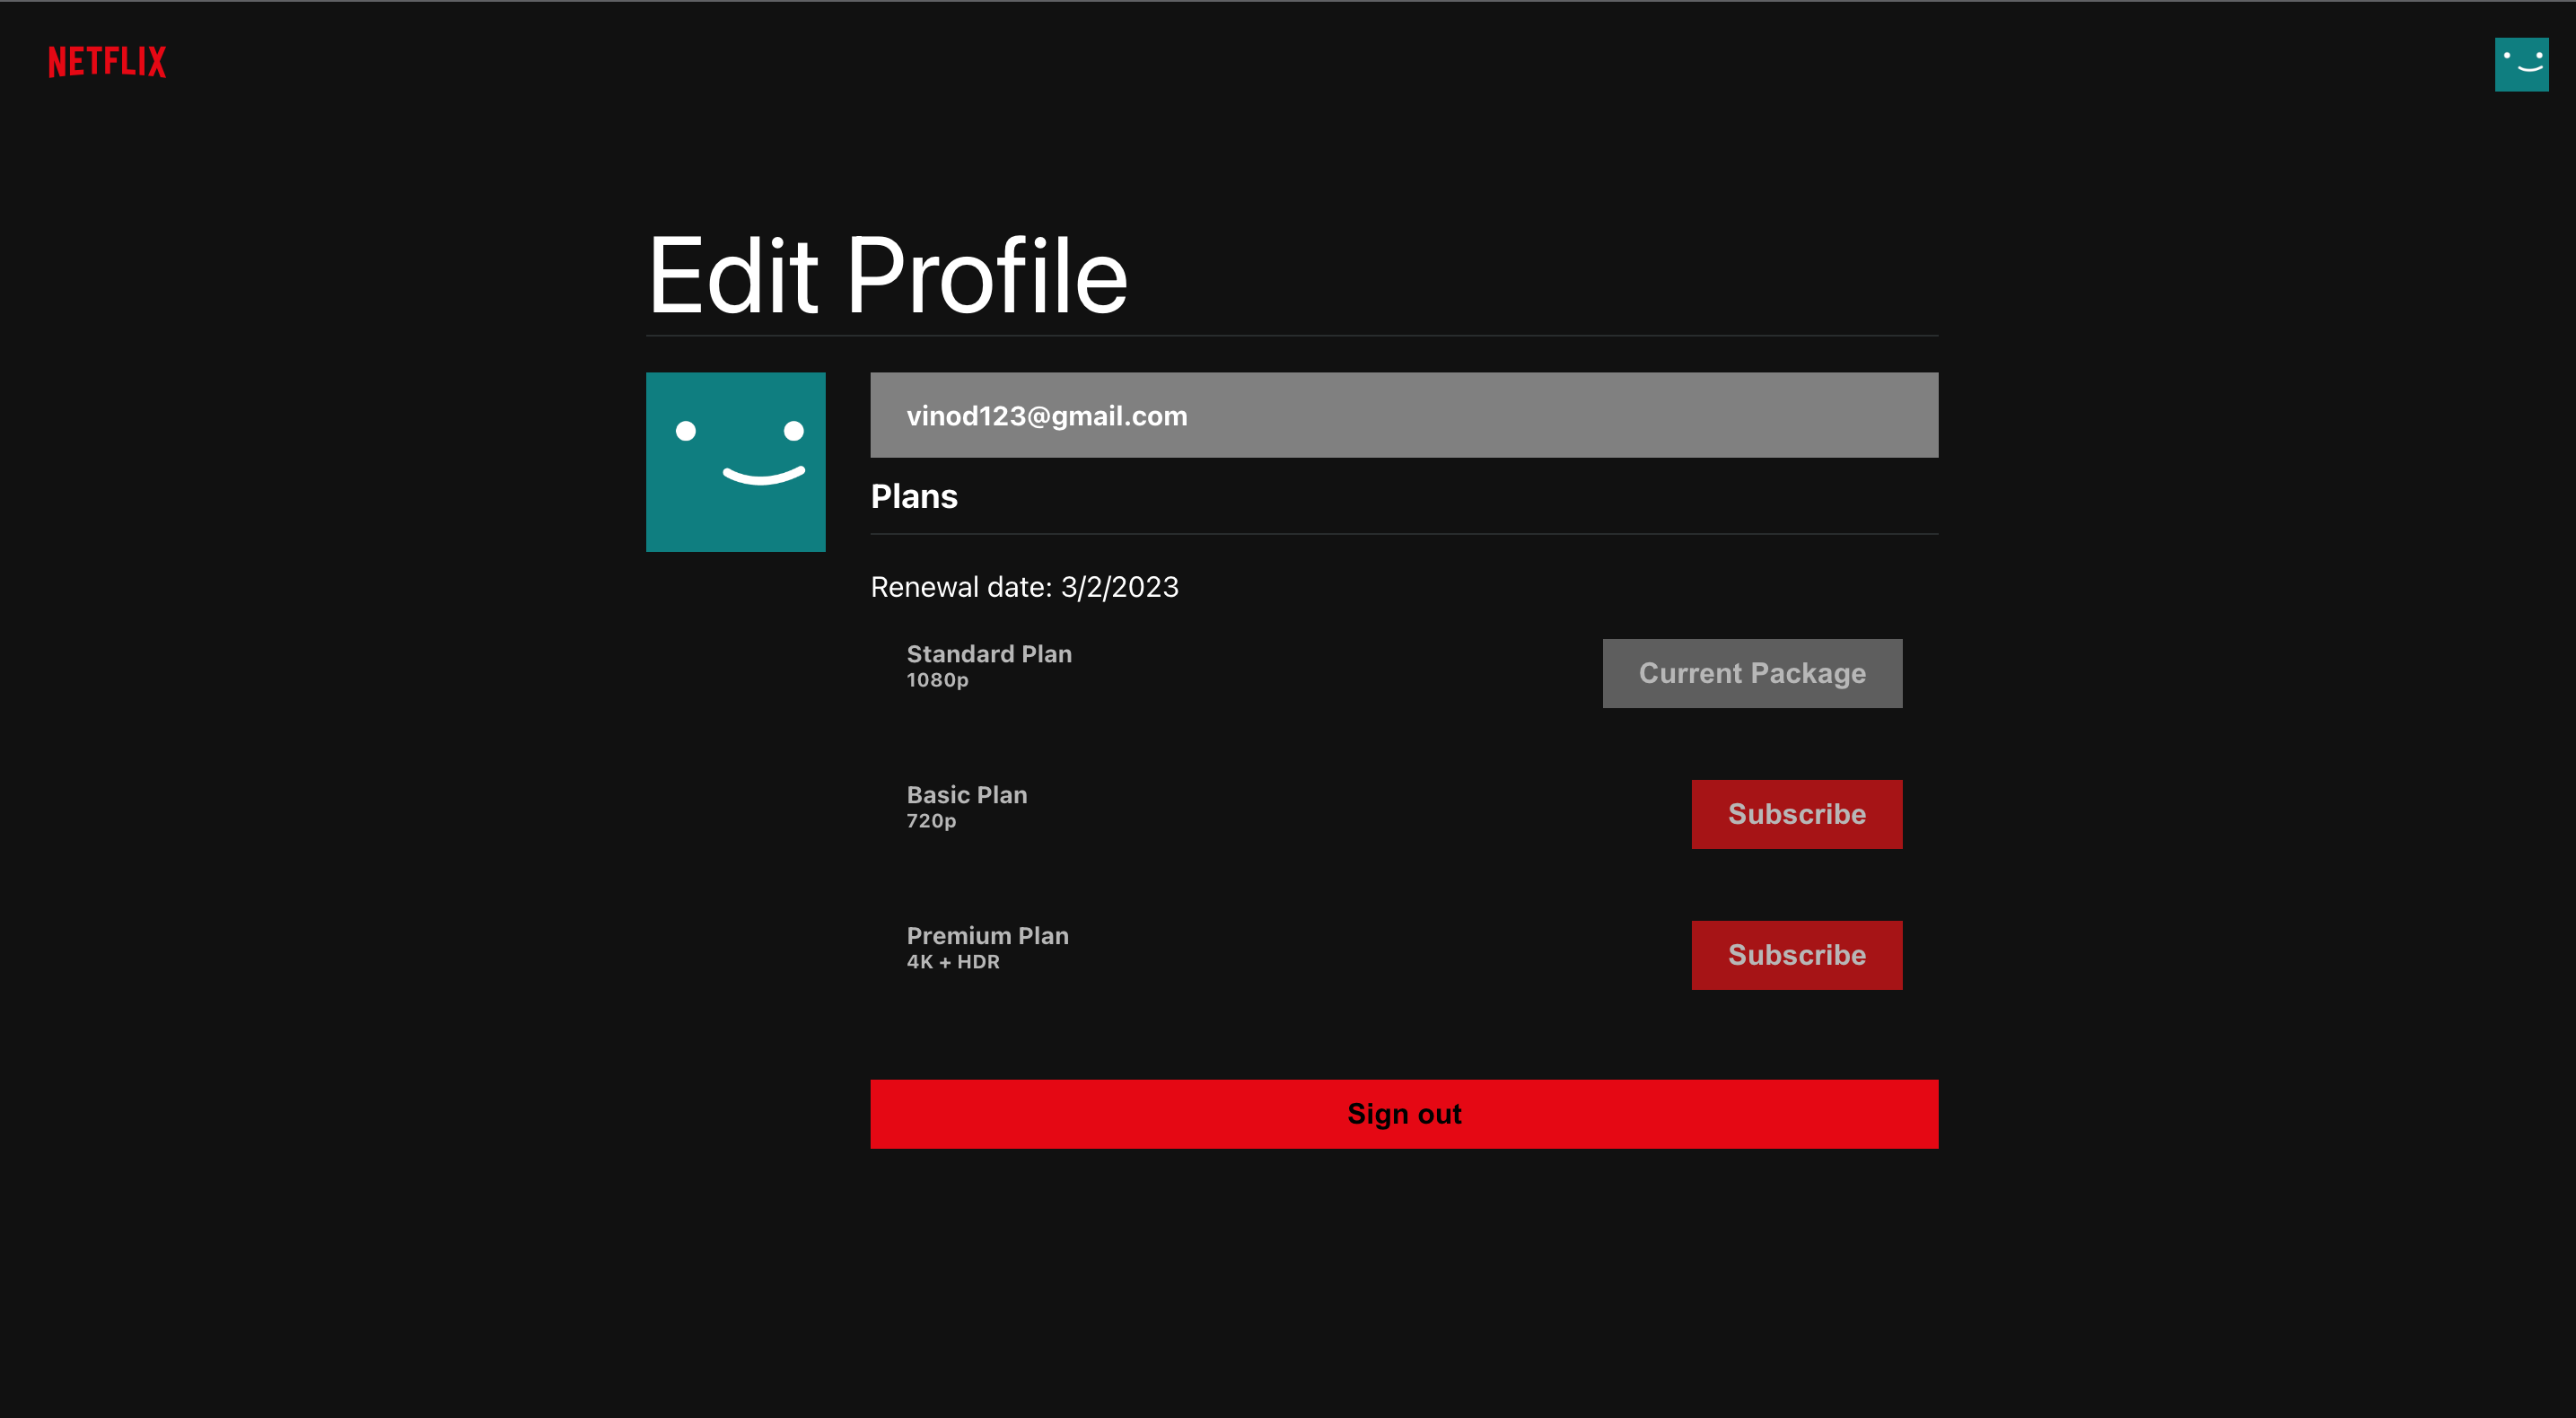 NETFLIX
Edit Profile
vinod123@gmail.com
Plans
Renewal date: 3/2/2023
Standard Plan
1080p
Current Package
Basic Plan
720p
Subscribe
Premium Plan
4K + HDR
Subscribe
Sign out